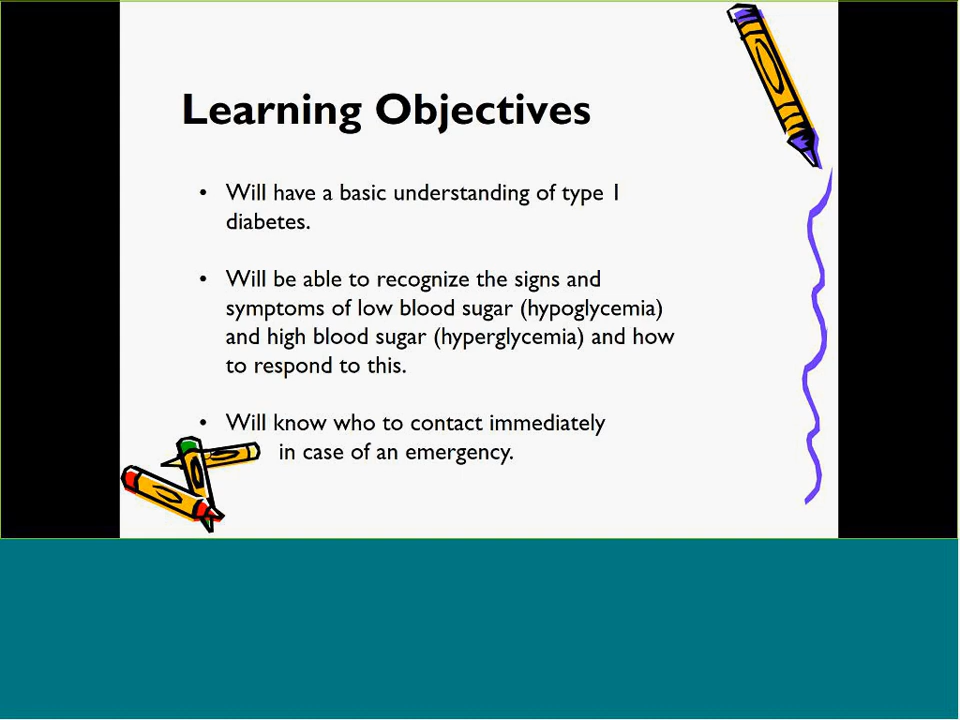 Learning Objectives
• Will have a basic understanding of type 1
diabetes.
• Will be able to recognize the signs and
symptoms of low blood sugar (hypoglycemia)
and high blood sugar (hyperglycemia) and how
to respond to this.
• Will know who to contact immediately
in case of an emergency.